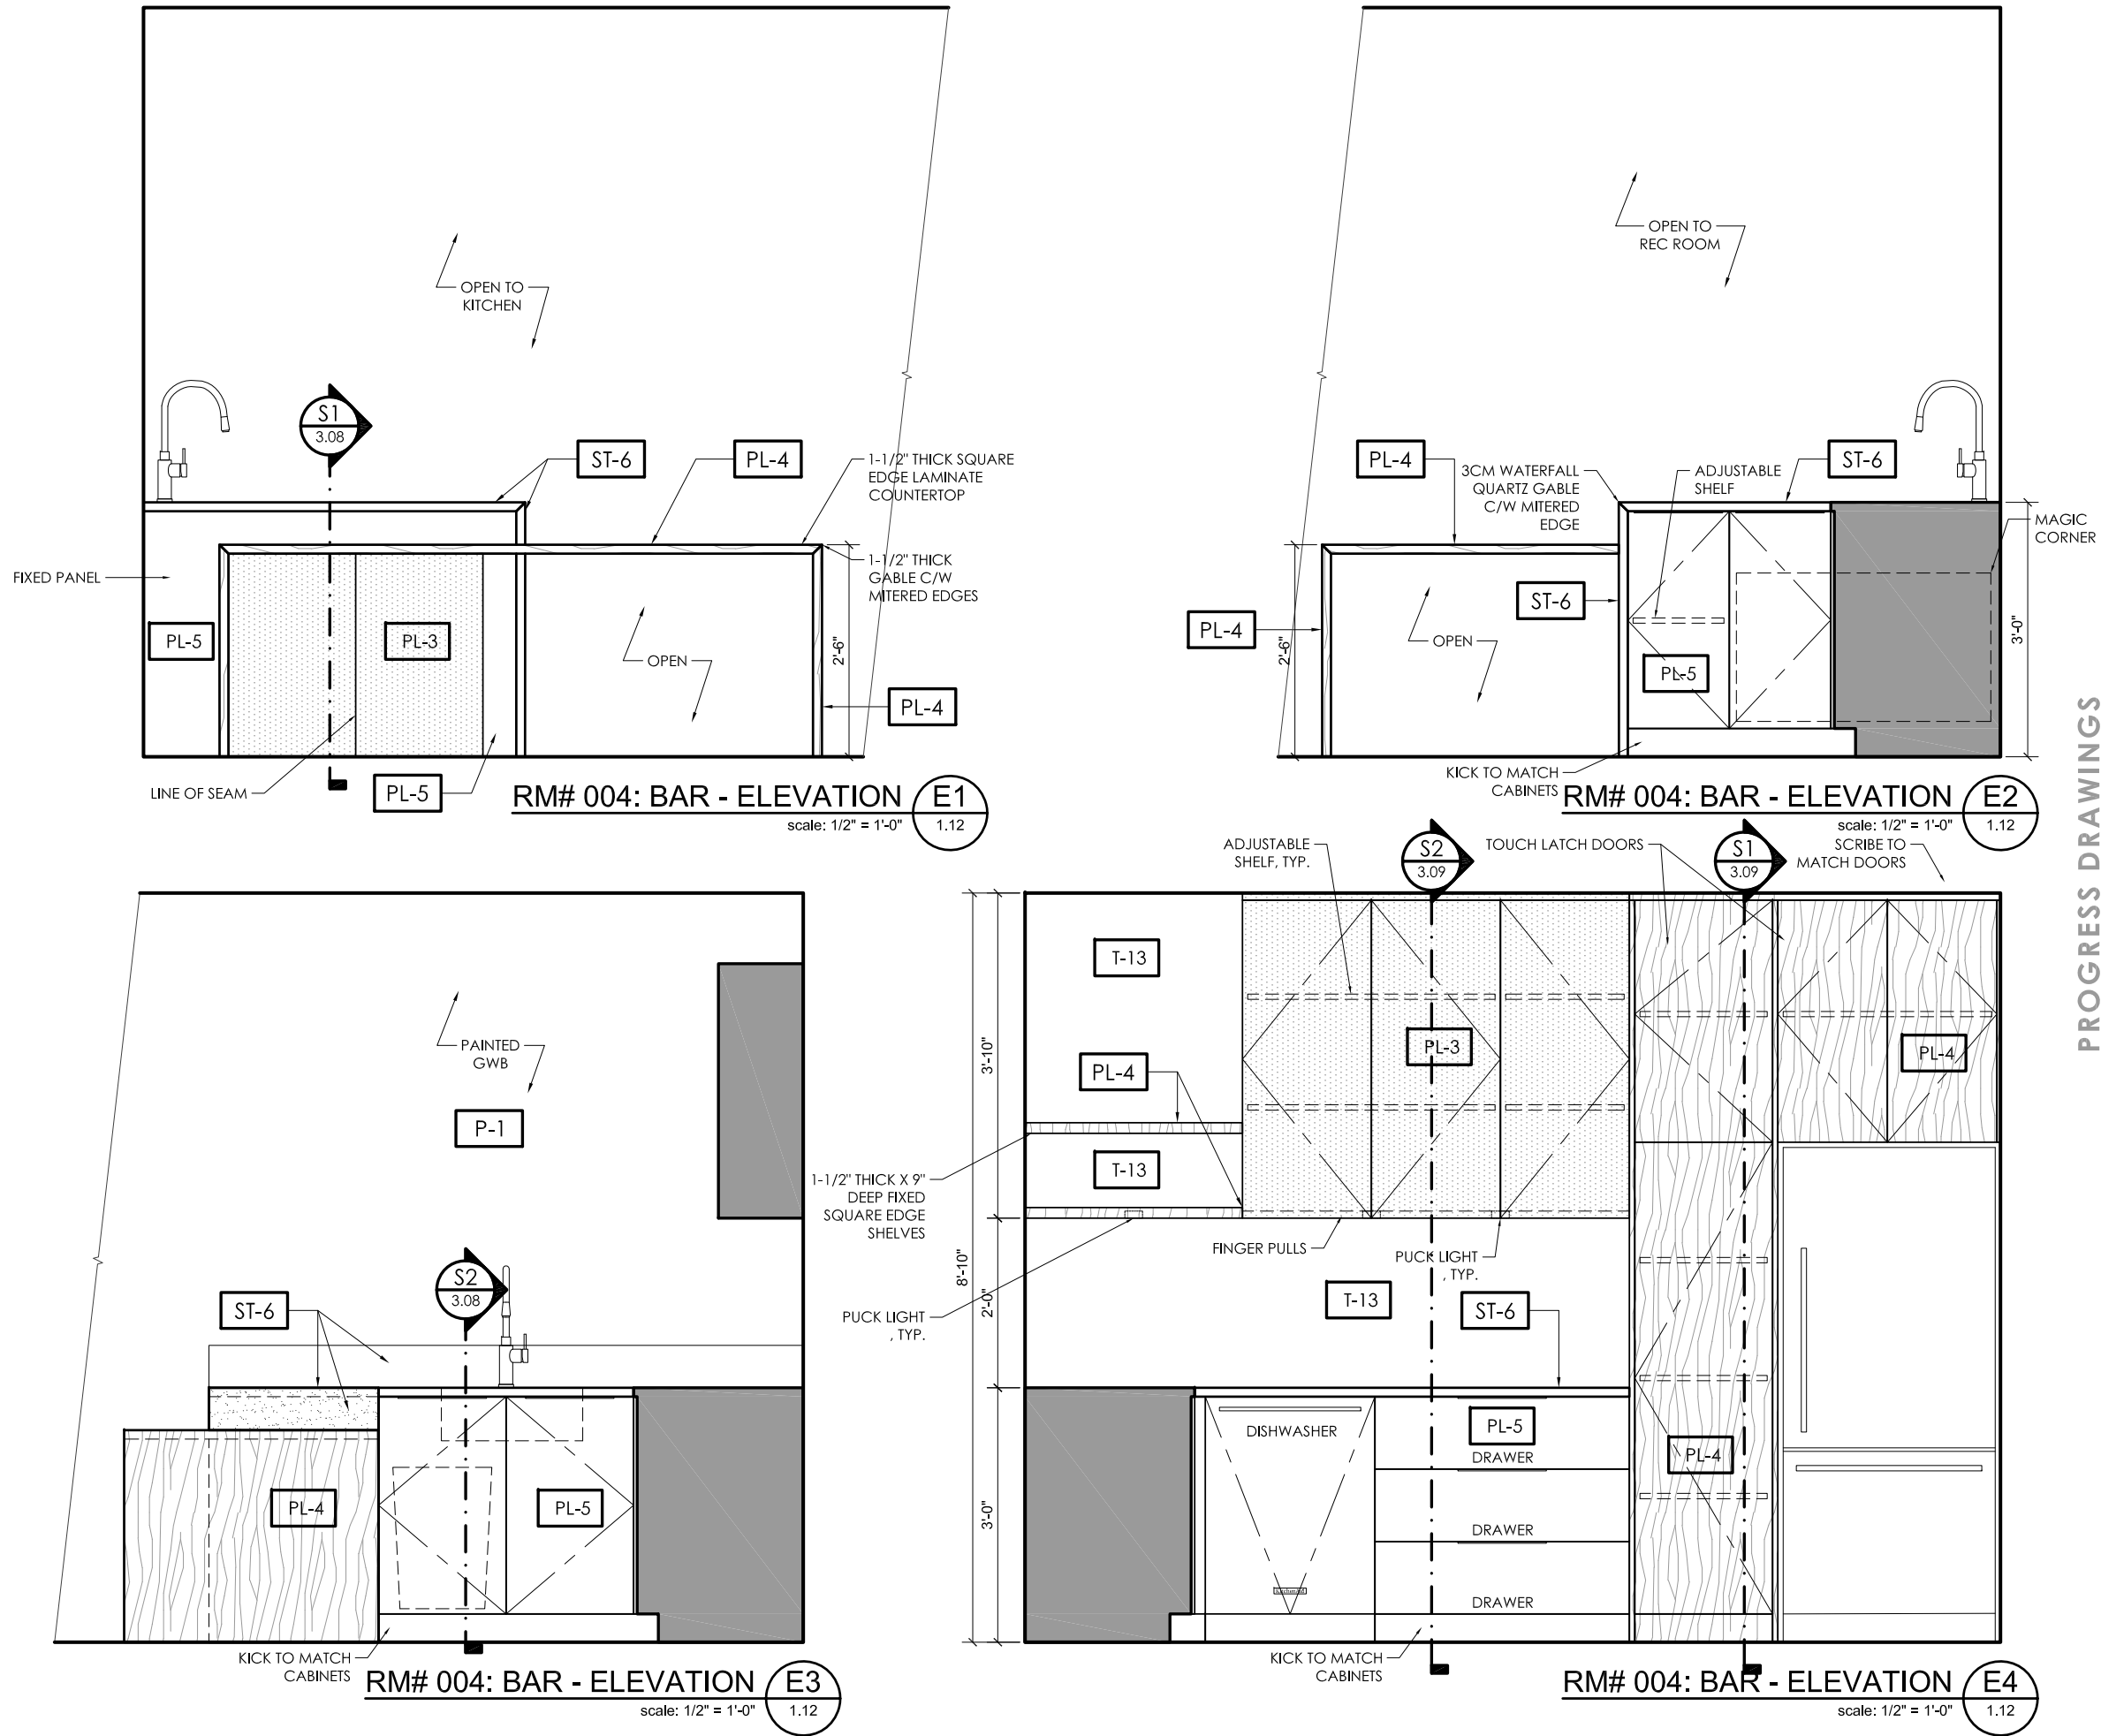 OPEN TO
KITCHEN
S1
3.08
ST-6
PL-4
1-1/2" THICK SQUARE
EDGE LAMINATE
COUNTERTOP
1-1/2" THICK
GABLE C/W
MITERED EDGES
FIXED PANEL
PL-5
PL-3
OPEN
2'-6"
PL-4
LINE OF SEAM
PL-5
RM# 004: BAR - ELEVATION
scale: 1/2" = 1'-0"
E1
1.12
OPEN TO
REC ROOM
PL-4
3CM WATERFALL
QUARTZ GABLE
C/W MITERED
EDGE
ADJUSTABLE
SHELF
ST-6
MAGIC
CORNER
ST-6
PL-4
OPEN
2'-6"
PL-5
3'-0"
KICK TO MATCH
CABINETS
RM# 004: BAR - ELEVATION
scale: 1/2" = 1'-0"
E2
1.12
PROGRESS DRAWINGS
PAINTED
GWB
P-1
S2
3.08
ST-6
PL-4
PL-5
KICK TO MATCH
CABINETS
RM# 004: BAR - ELEVATION
scale: 1/2" = 1'-0"
E3
1.12
ADJUSTABLE
SHELF, TYP.
S2
3.09
TOUCH LATCH DOORS
S1
3.09
SCRIBE TO
MATCH DOORS
T-13
3'-10"
PL-3
PL-4
PL-4
T-13
1-1/2" THICK X 9"
DEEP FIXED
SQUARE EDGE
SHELVES
FINGER PULLS
PUCK LIGHT
, TYP.
8'-10"
2'-0"
T-13
ST-6
PUCK LIGHT
, TYP.
DISHWASHER
PL-5
DRAWER
PL-4
3'-0"
DRAWER
DRAWER
KICK TO MATCH
CABINETS
RM# 004: BAR - ELEVATION
scale: 1/2" = 1'-0"
E4
1.12